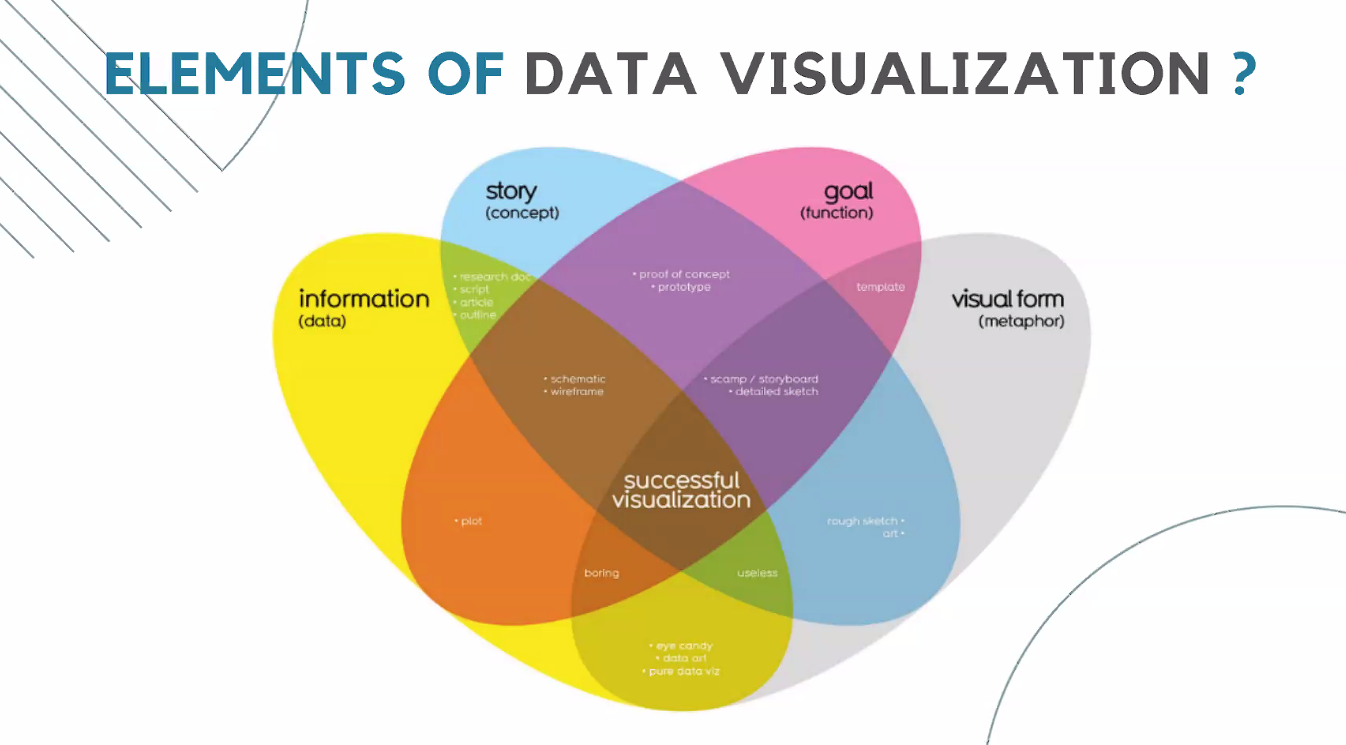 ELEMENTS OF DATA VISUALIZATION ?
story
(concept)
goal
(function)
information
(data)
visual form
(metaphor)
• research doc
• script
• article
• outline
• proof of concept
• prototype
template
• schematic
• wireframe
• scamp / storyboard
• detailed sketch
successful
visualization
• plot
rough sketch •
art •
boring
useless
• eye candy
• data art
• pure data viz